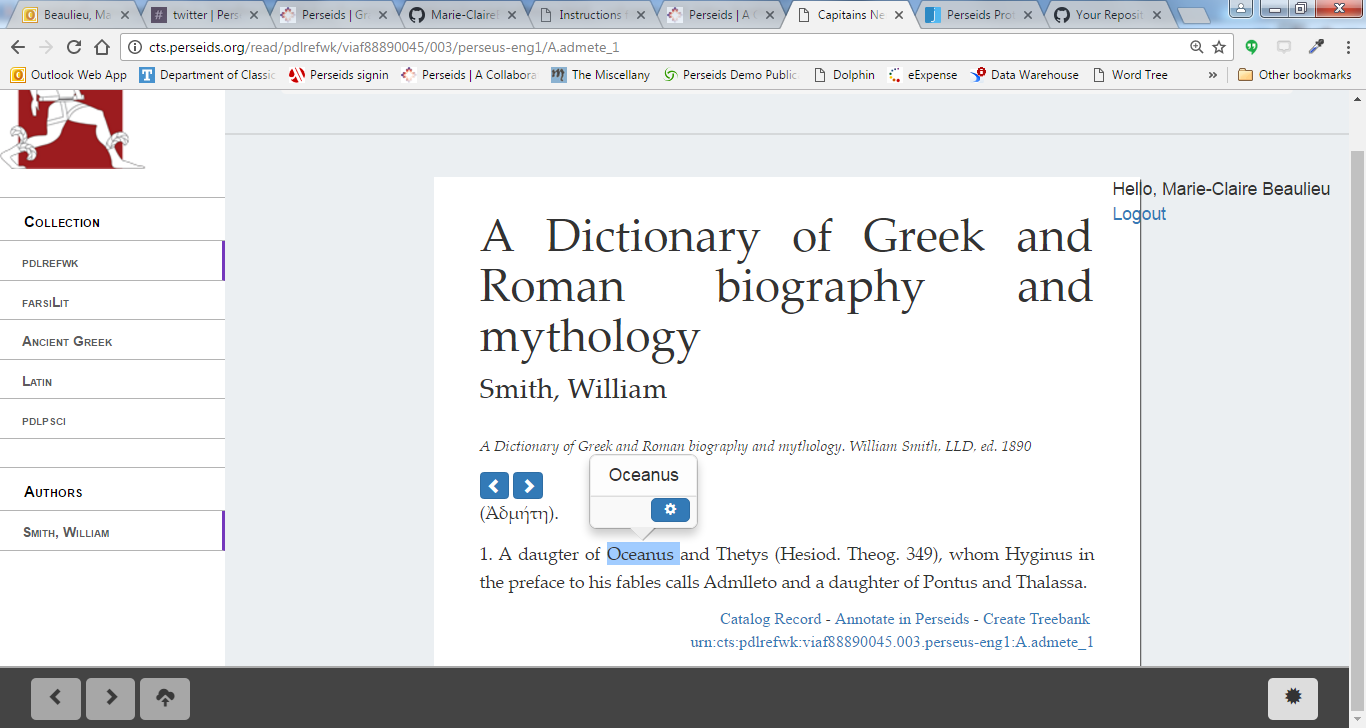 Beaulieu, Ma
twitter | Pers
Perseids | Gr
Marie-Clairel
Instructions t
Perseids | A C
Capitains Ne
Perseids Prot
Your Reposit
cts.perseids.org/read/pdlrefwk/viaf88890045/003/perseus-eng1/A.admete_1
Outlook Web App
Department of Classic
Perseids signin
Perseids | A Collabora
The Miscellany
Perseids Demo Public
Dolphin
eExpense
Data Warehouse
Word Tree
»
Other bookmarks
Collection
pdlrefwk
farsiLit
Ancient Greek
Latin
pdlpsci
Authors
Smith, William
Hello, Marie-Claire Beaulieu
Logout
A Dictionary of Greek and
Roman biography and
mythology
Smith, William
A Dictionary of Greek and Roman biography and mythology. William Smith, LLD, ed. 1890
Oceanus
(Ἀδμήτη).
1. A daugter of Oceanus and Thetys (Hesiod. Theog. 349), whom Hyginus in
the preface to his fables calls Admlleto and a daughter of Pontus and Thalassa.
Catalog Record - Annotate in Perseids - Create Treebank
urn:cts:pdlrefwk:viaf88890045.003.perseus-eng1:A.admete_1